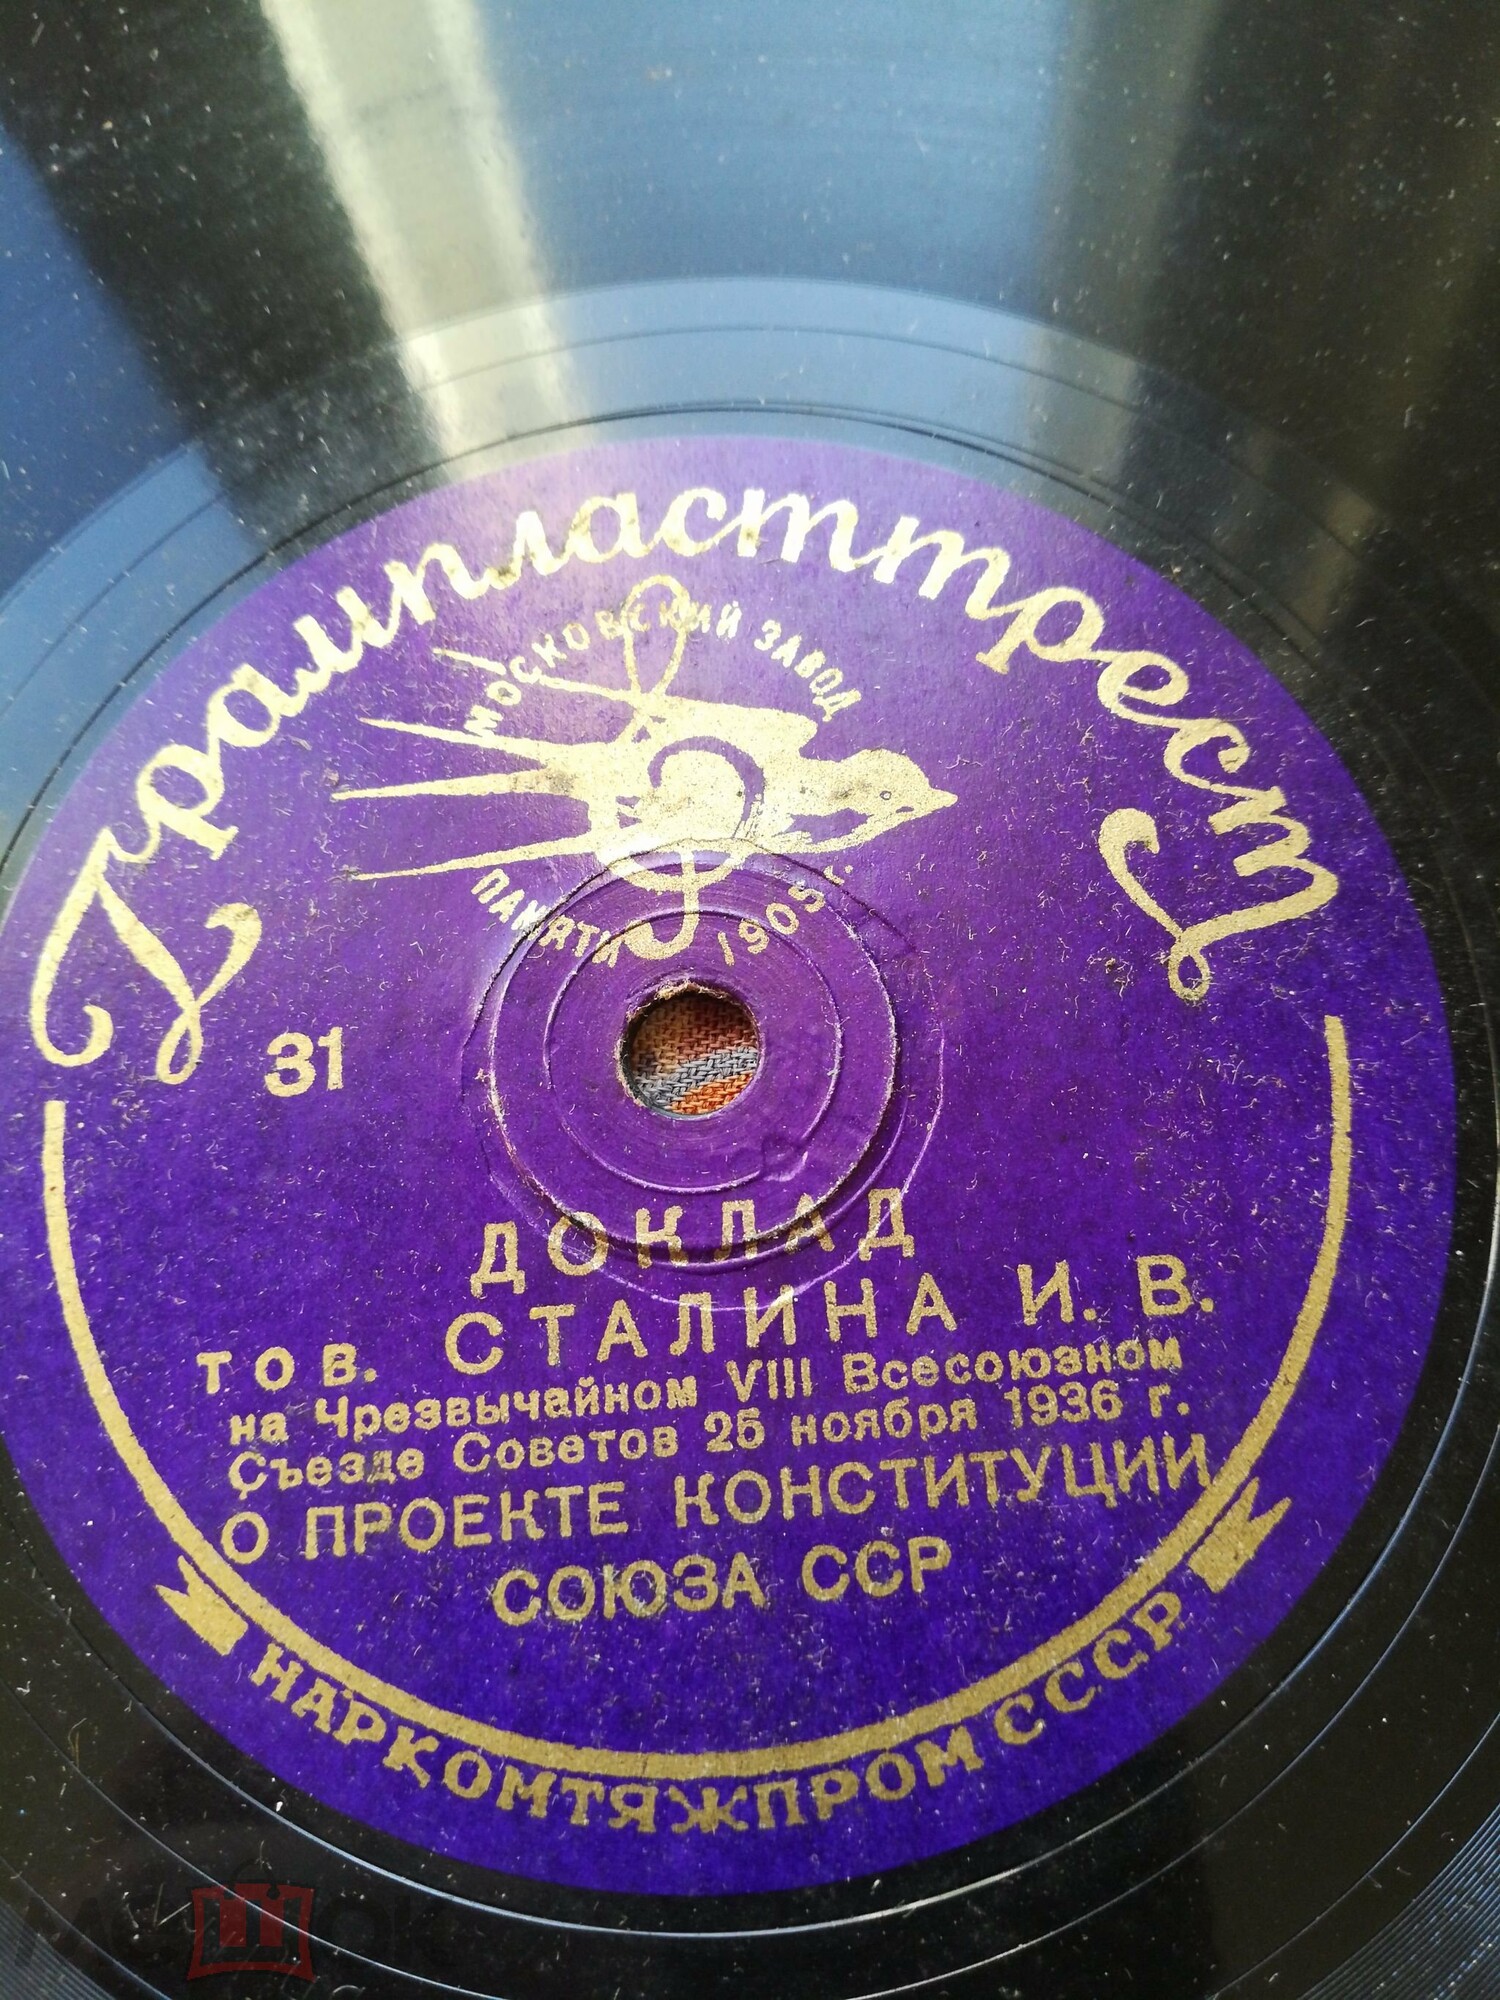 Грампласттрест
МОСКОВСКИЙ ЗАВОД
ПАМЯТИ 1905 г.
31
ДОКЛАД
ТОВ. СТАЛИНА И. В.
на Чрезвычайном VIII Всесоюзном
Съезде Советов 25 ноября 1936 г.
О ПРОЕКТЕ КОНСТИТУЦИИ
СОЮЗА ССР
НАРКОМТЯЖПРОМ СССР
МЕШОК